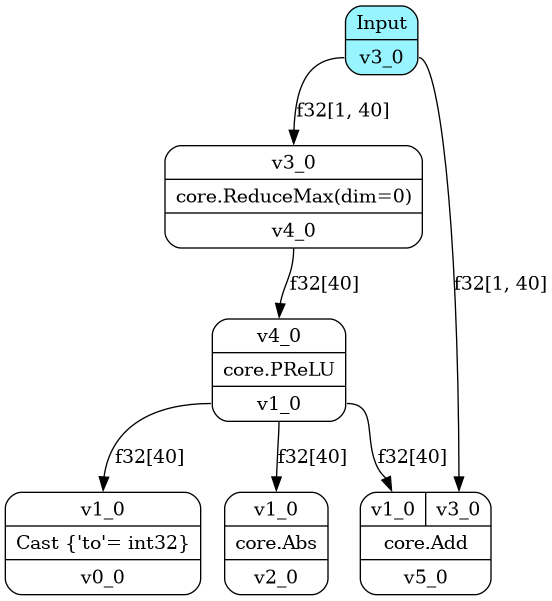 Input
v3_0
f32[1, 40]
v3_0
core.ReduceMax(dim=0)
v4_0
f32[40]
f32[1, 40]
v4_0
core.PReLU
v1_0
f32[40]
f32[40]
f32[40]
v1_0
Cast {'to'= int32}
v0_0
v1_0
core.Abs
v2_0
v1_0 v3_0
core.Add
v5_0